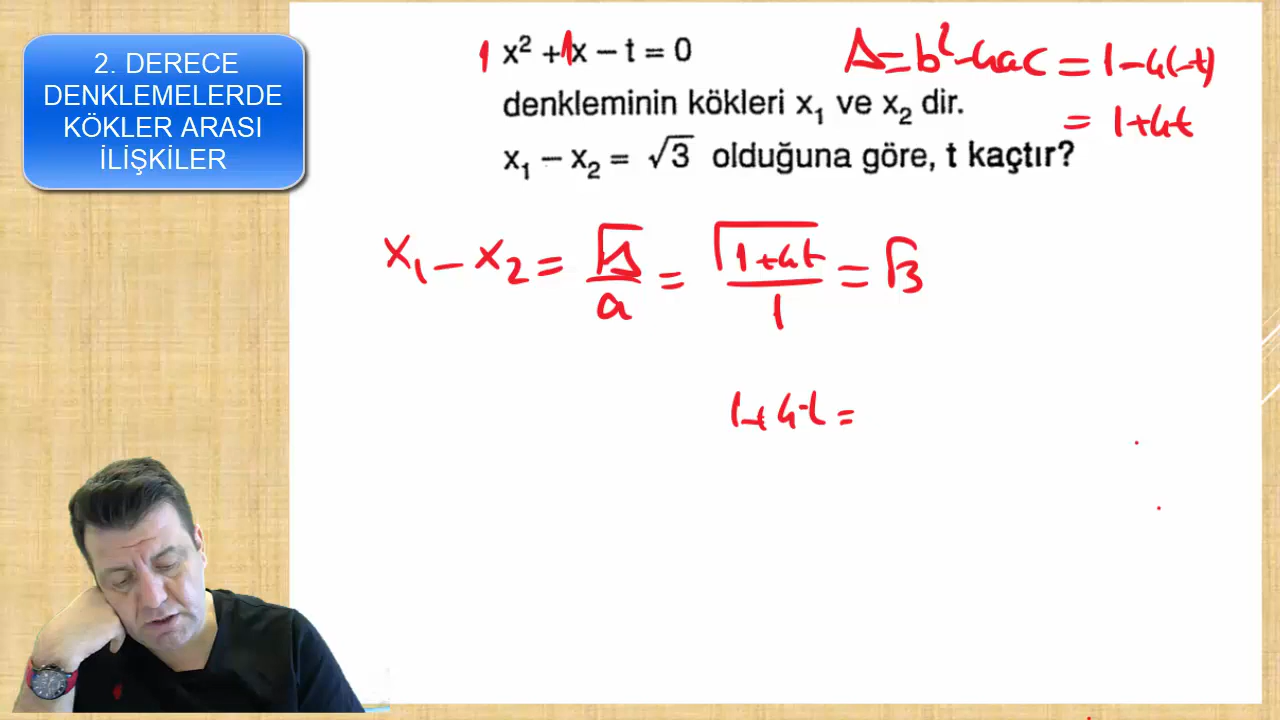 2. DERECE
DENKLEMELERDE
KÖKLER ARASI
İLİŞKİLER
1 x² + 1x − t = 0
denkleminin kökleri x₁ ve x₂ dir.
x₁ − x₂ = √3 olduğuna göre, t kaçtır?
Δ = b² − 4ac = 1 − 4(−t)
= 1 + 4t
x₁ − x₂ = √Δ / a = √(1+4t) / 1 = √3
1 + 4t =